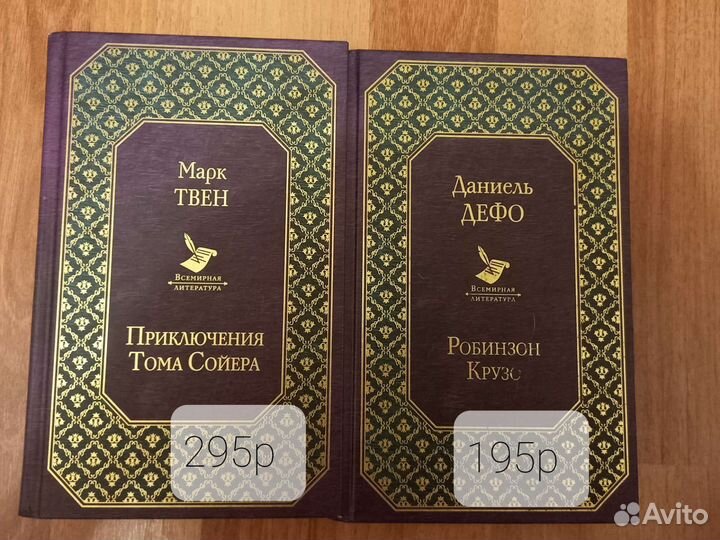 Марк
ТВЕН
Всемирная
литература
Приключения
Тома Сойера
295р
Даниель
ДЕФО
Всемирная
литература
Робинзон
Крузо
195р
Avito